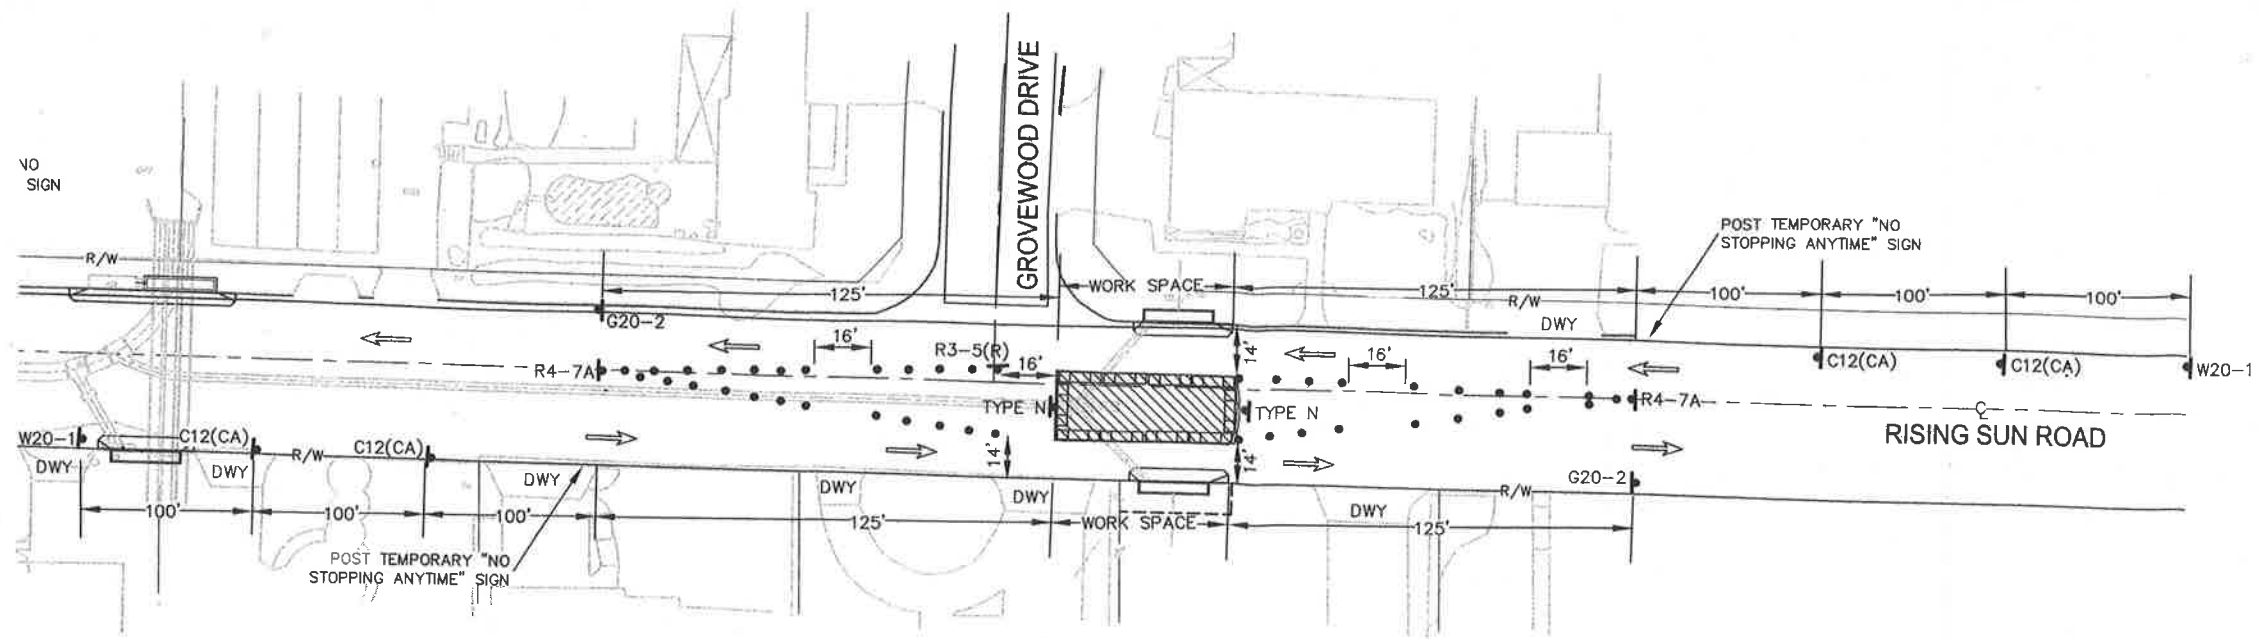 NO
SIGN
GROVEWOOD DRIVE
POST TEMPORARY "NO
STOPPING ANYTIME" SIGN
R/W
125'
WORK SPACE
125'
R/W
100'
100'
100'
G20-2
DWY
R3-5(R)
16'
16'
14'
16'
16'
C12(CA)
C12(CA)
W20-1
R4-7A
TYPE N
TYPE N
R4-7A
CL
RISING SUN ROAD
W20-1
C12(CA)
R/W
C12(CA)
14'
14'
DWY
DWY
DWY
DWY
DWY
R/W
G20-2
DWY
100'
100'
100'
125'
WORK SPACE
125'
POST TEMPORARY "NO
STOPPING ANYTIME" SIGN